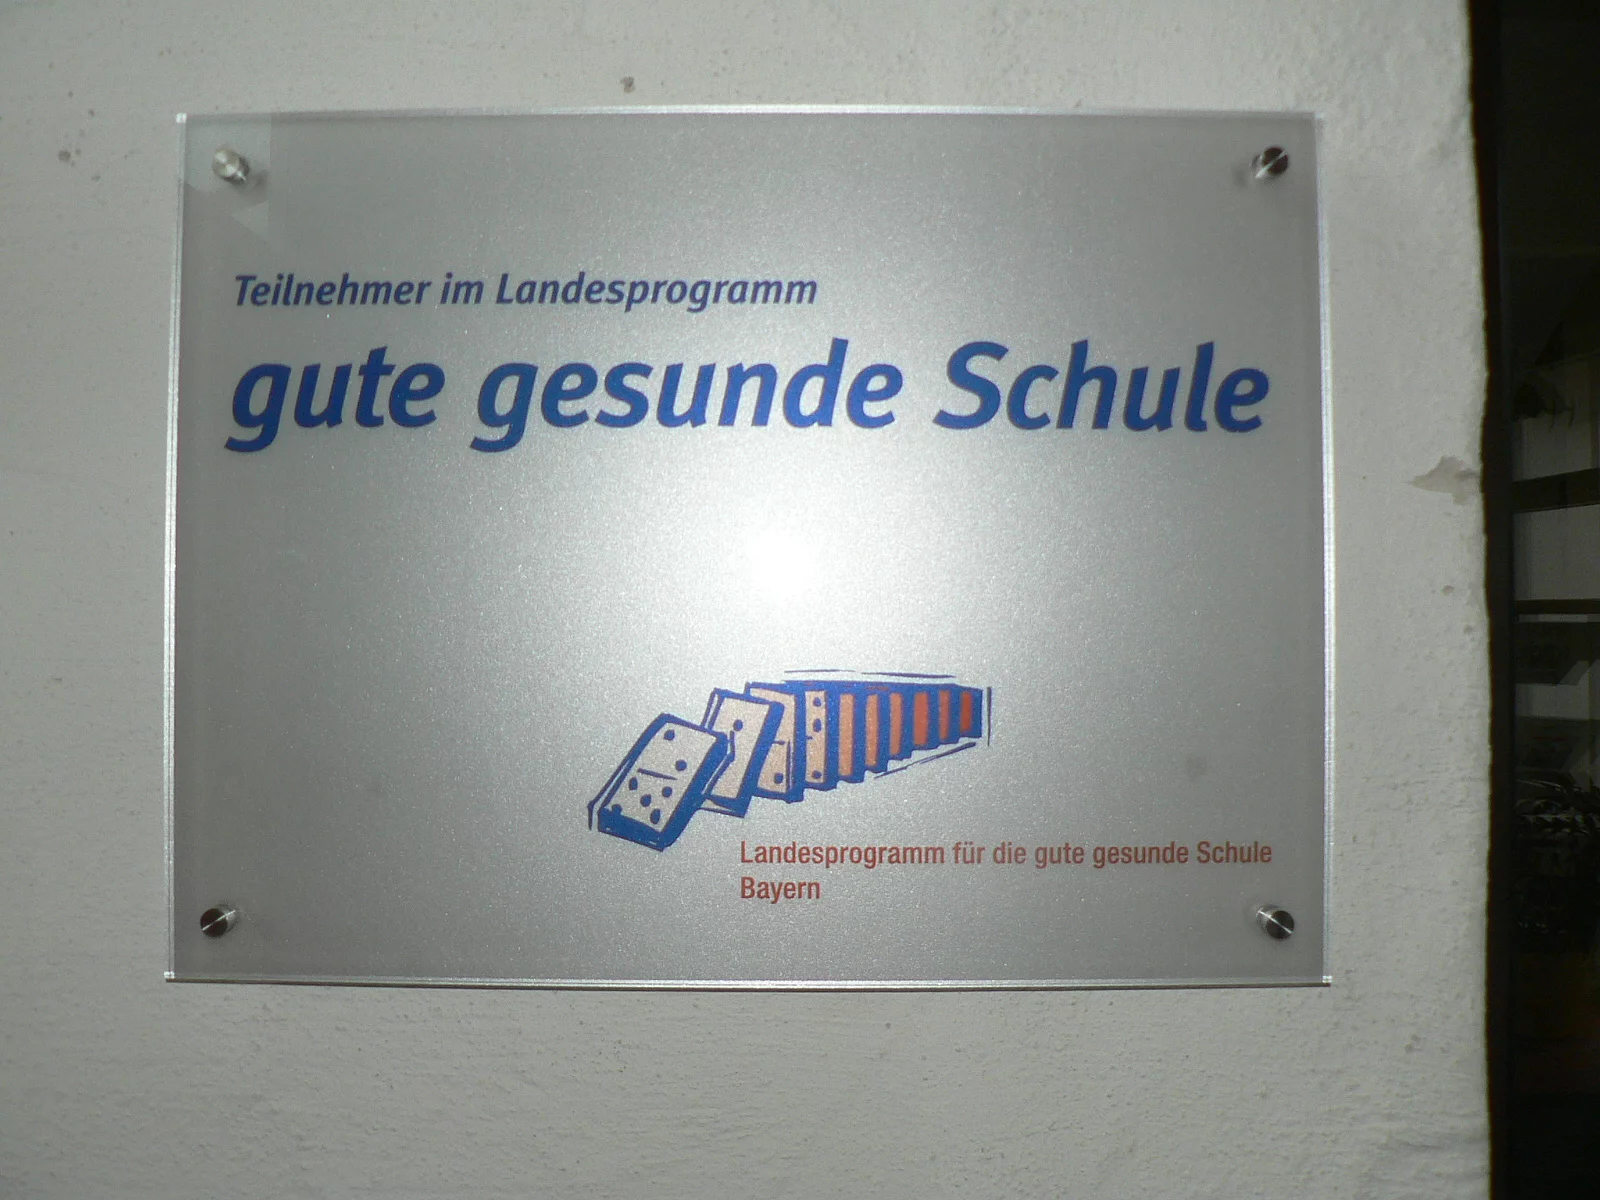 Teilnehmer im Landesprogramm
gute gesunde Schule
Landesprogramm für die gute gesunde Schule
Bayern